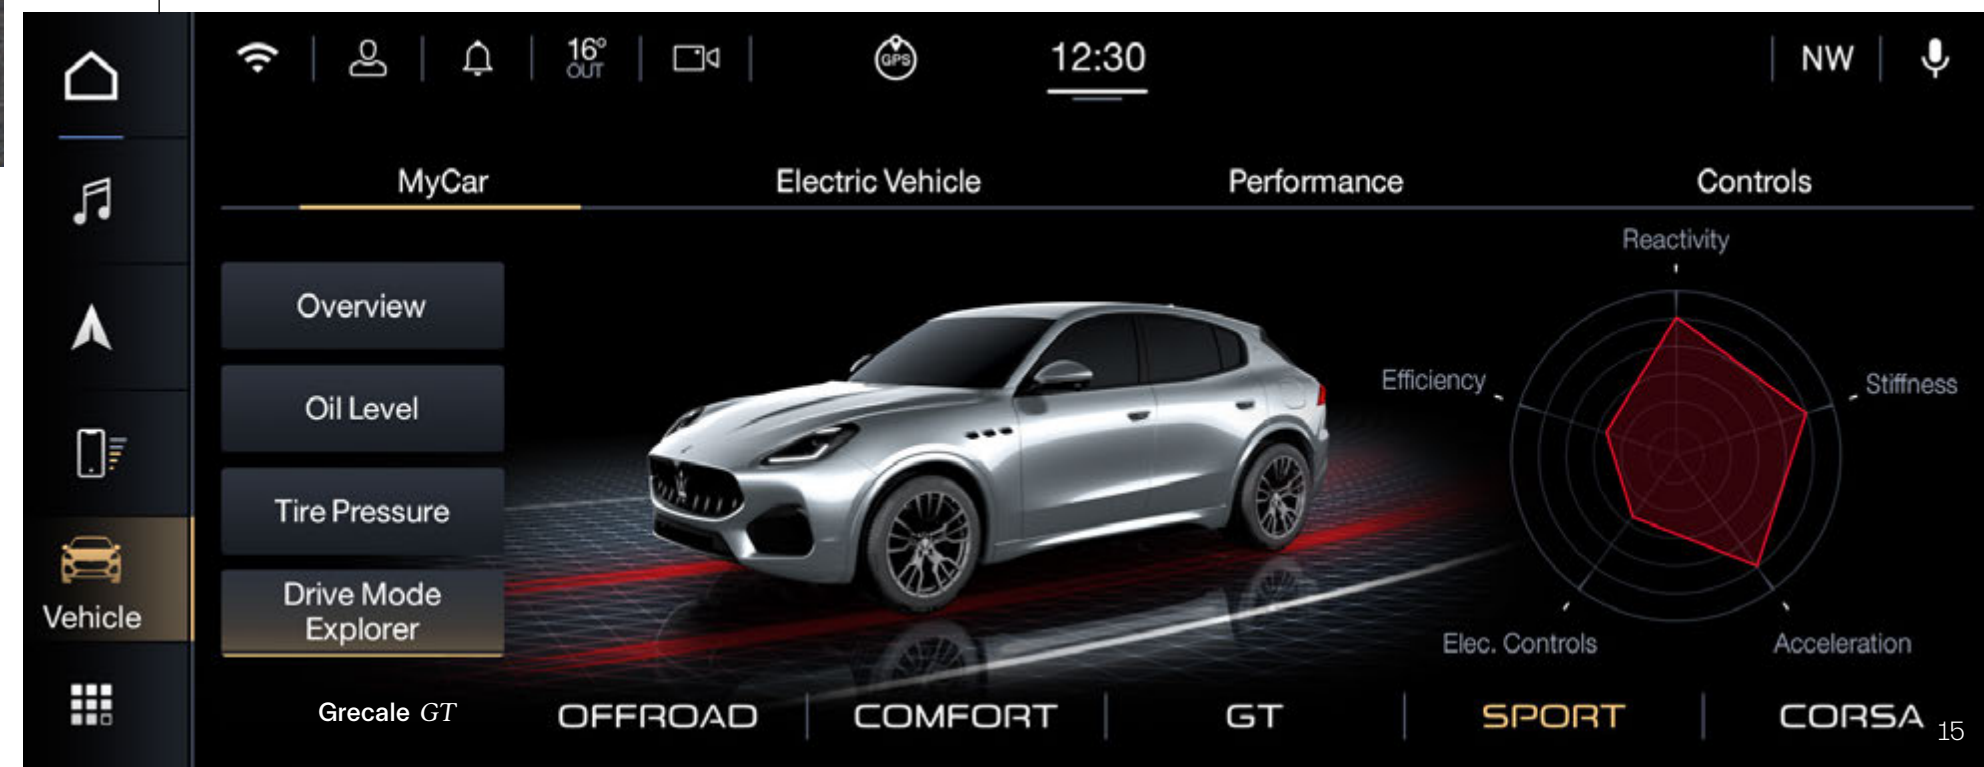 16° OUT
GPS
12:30
NW
MyCar
Electric Vehicle
Performance
Controls
Overview
Oil Level
Tire Pressure
Drive Mode
Explorer
Vehicle
Reactivity
Efficiency
Stiffness
Elec. Controls
Acceleration
Grecale GT
OFFROAD
COMFORT
GT
SPORT
CORSA
15